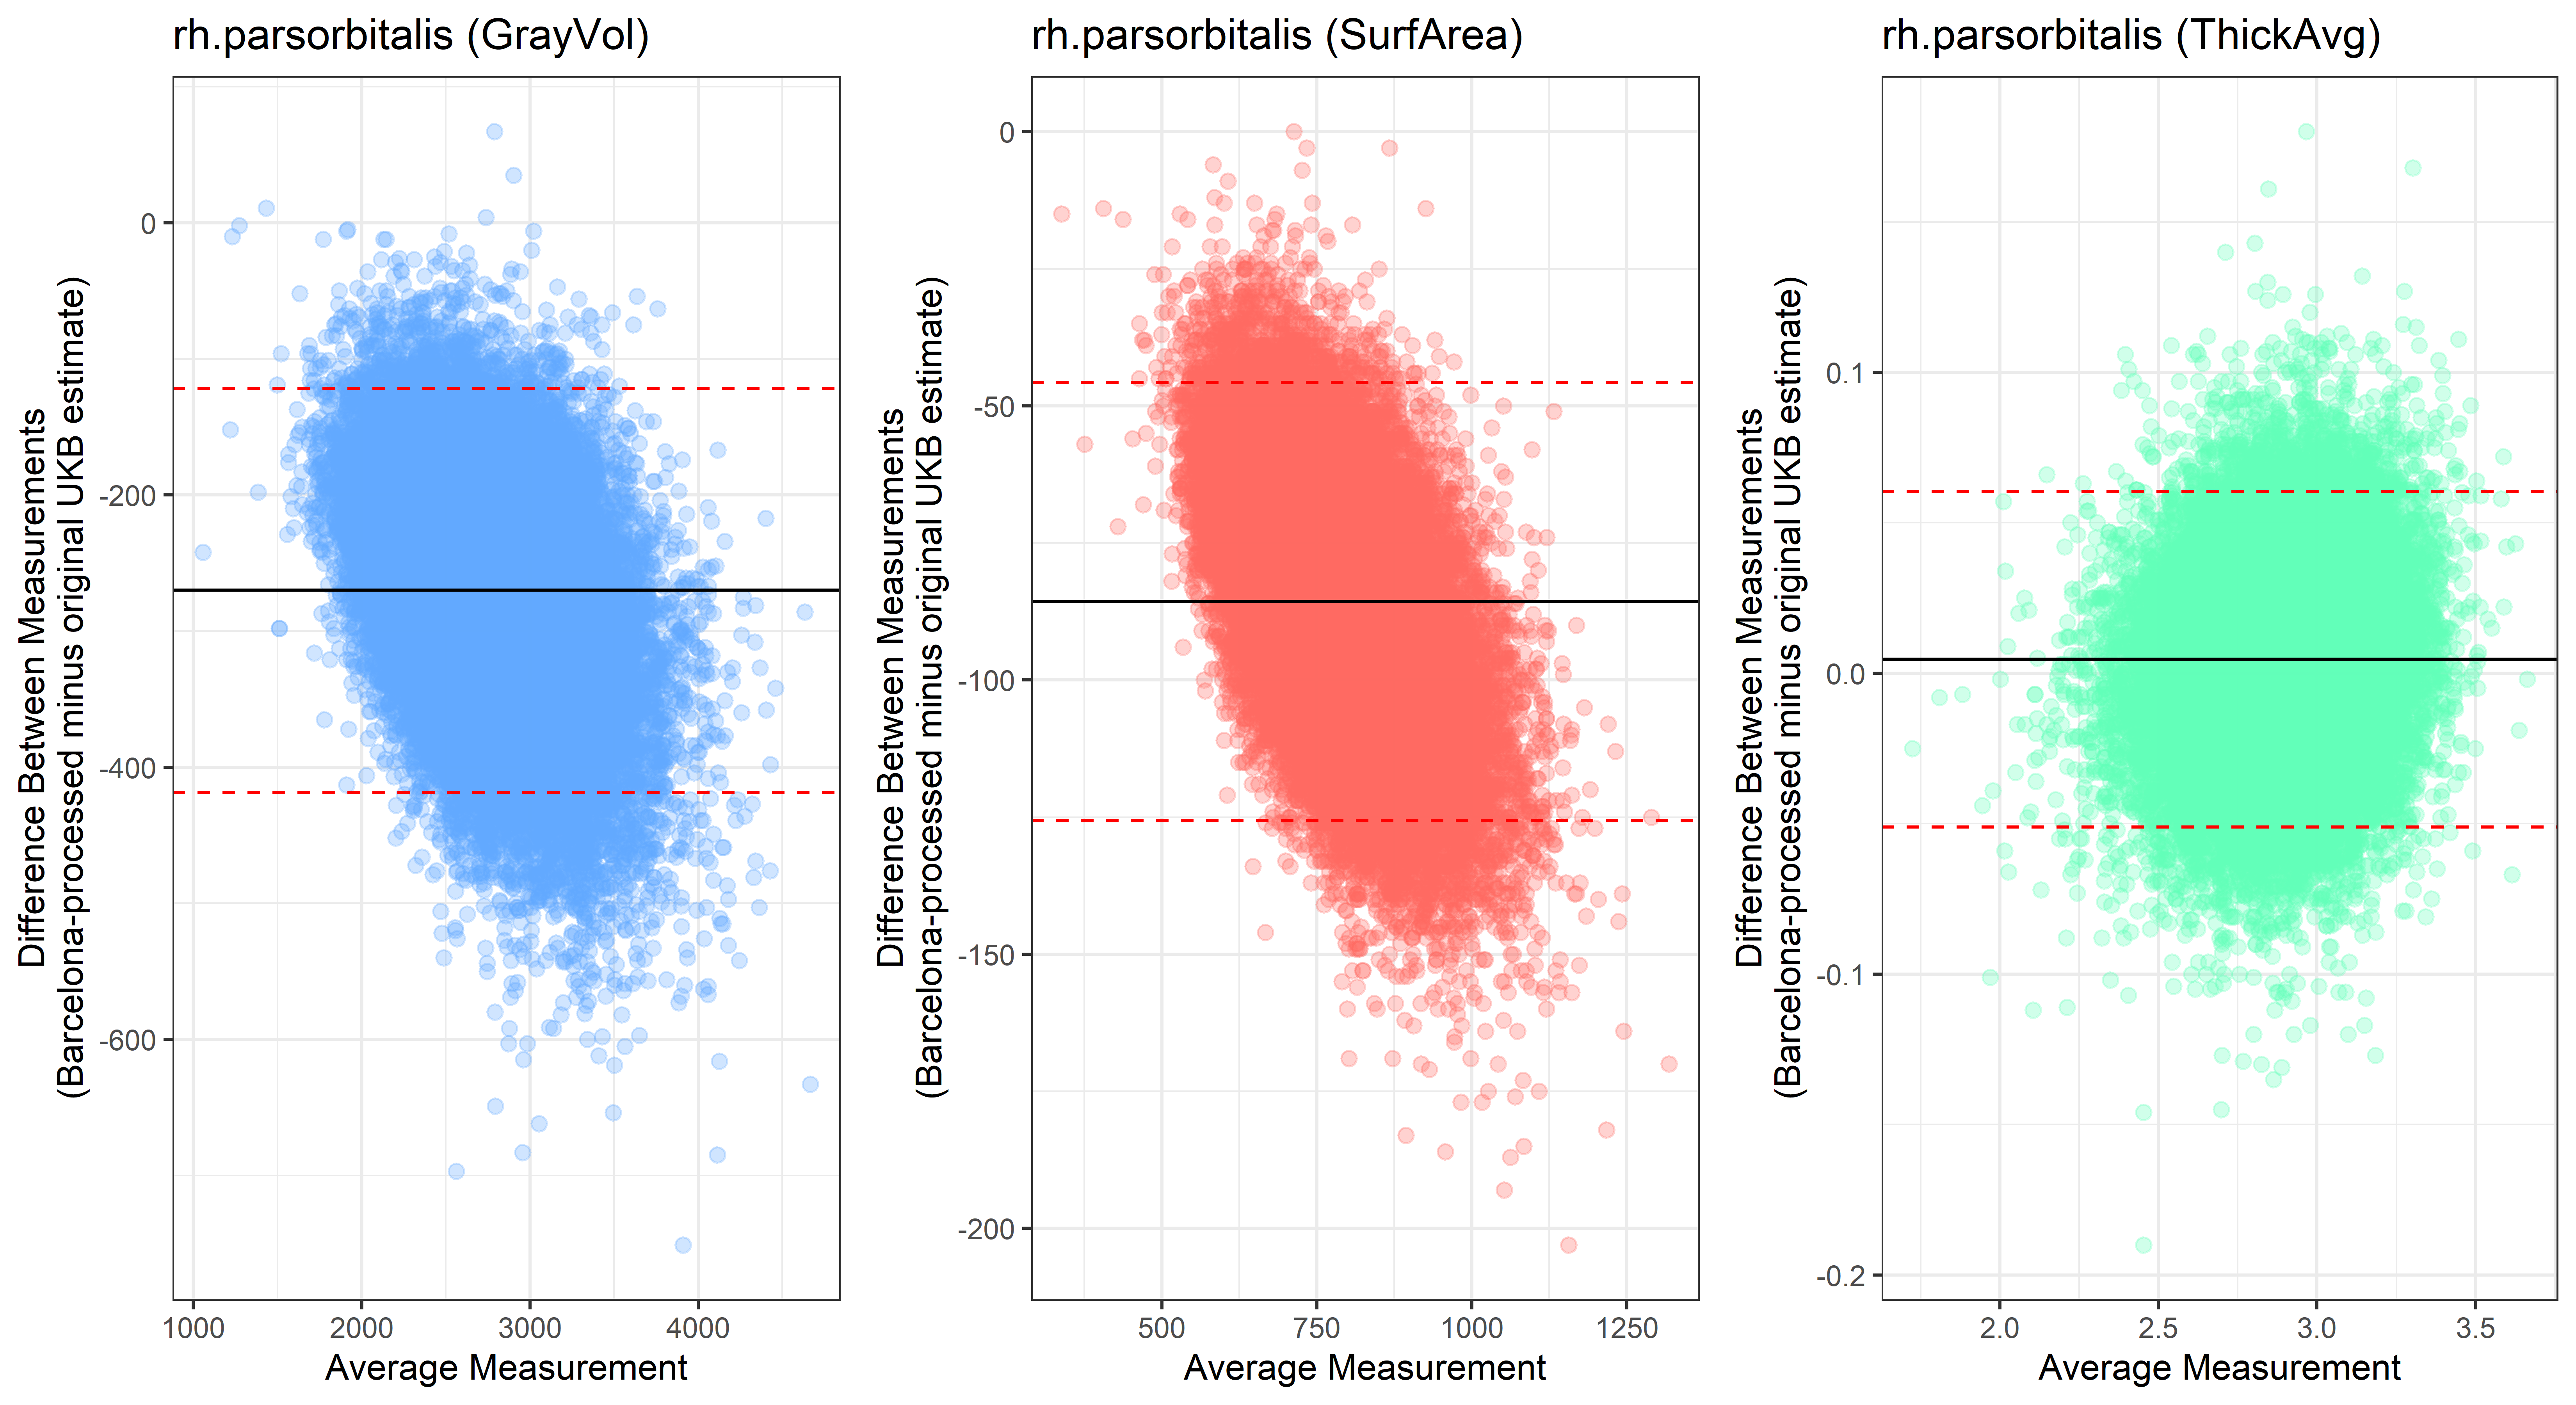 rh.parsorbitalis (GrayVol)
Difference Between Measurements
(Barcelona-processed minus original UKB estimate)
0
-200
-400
-600
1000 2000 3000 4000
Average Measurement
rh.parsorbitalis (SurfArea)
Difference Between Measurements
(Barcelona-processed minus original UKB estimate)
0
-50
-100
-150
-200
500 750 1000 1250
Average Measurement
rh.parsorbitalis (ThickAvg)
Difference Between Measurements
(Barcelona-processed minus original UKB estimate)
0.1
0.0
-0.1
-0.2
2.0 2.5 3.0 3.5
Average Measurement